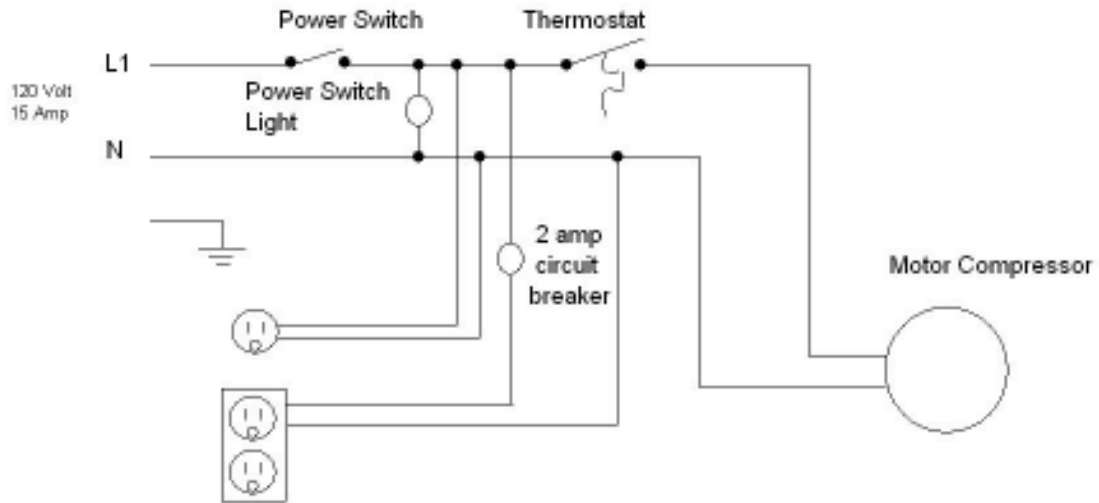 Power Switch
Thermostat
L1
120 Volt
15 Amp
Power Switch
Light
N
2 amp
circuit
breaker
Motor Compressor